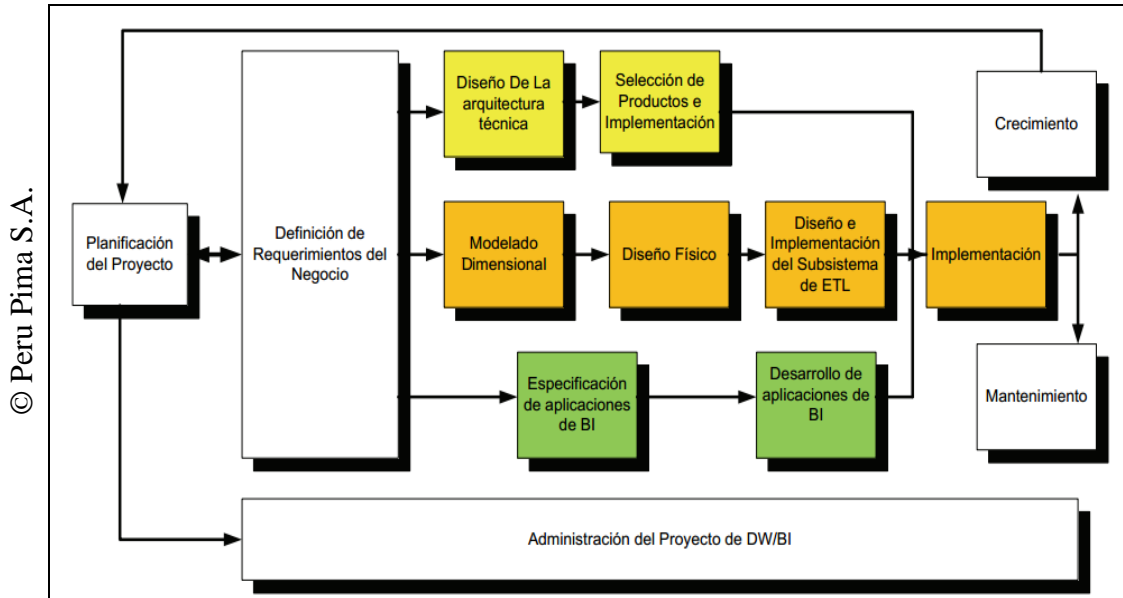 © Peru Pima S.A.
Planificación
del Proyecto
Definición de
Requerimientos del
Negocio
Diseño De La
arquitectura
técnica
Selección de
Productos e
Implementación
Modelado
Dimensional
Diseño Físico
Diseño e
Implementación
del Subsistema
de ETL
Implementación
Especificación
de aplicaciones
de BI
Desarrollo de
aplicaciones de
BI
Crecimiento
Mantenimiento
Administración del Proyecto de DW/BI